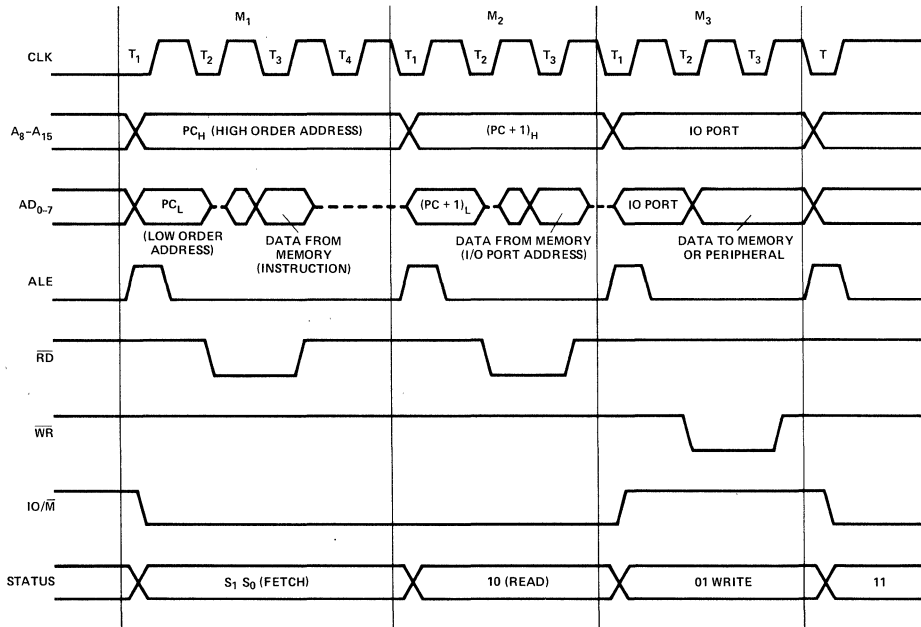 M1 M2 M3
CLK T1 T2 T3 T4 T1 T2 T3 T1 T2 T3 T
A8–A15 PCH (HIGH ORDER ADDRESS) (PC + 1)H IO PORT
AD0-7 PCL (PC + 1)L IO PORT
(LOW ORDER
ADDRESS)
DATA FROM
MEMORY
(INSTRUCTION)
DATA FROM MEMORY
(I/O PORT ADDRESS)
DATA TO MEMORY
OR PERIPHERAL
ALE
R̅D̅
W̅R̅
IO/M̅
STATUS S1 S0 (FETCH) 10 (READ) 01 WRITE 11